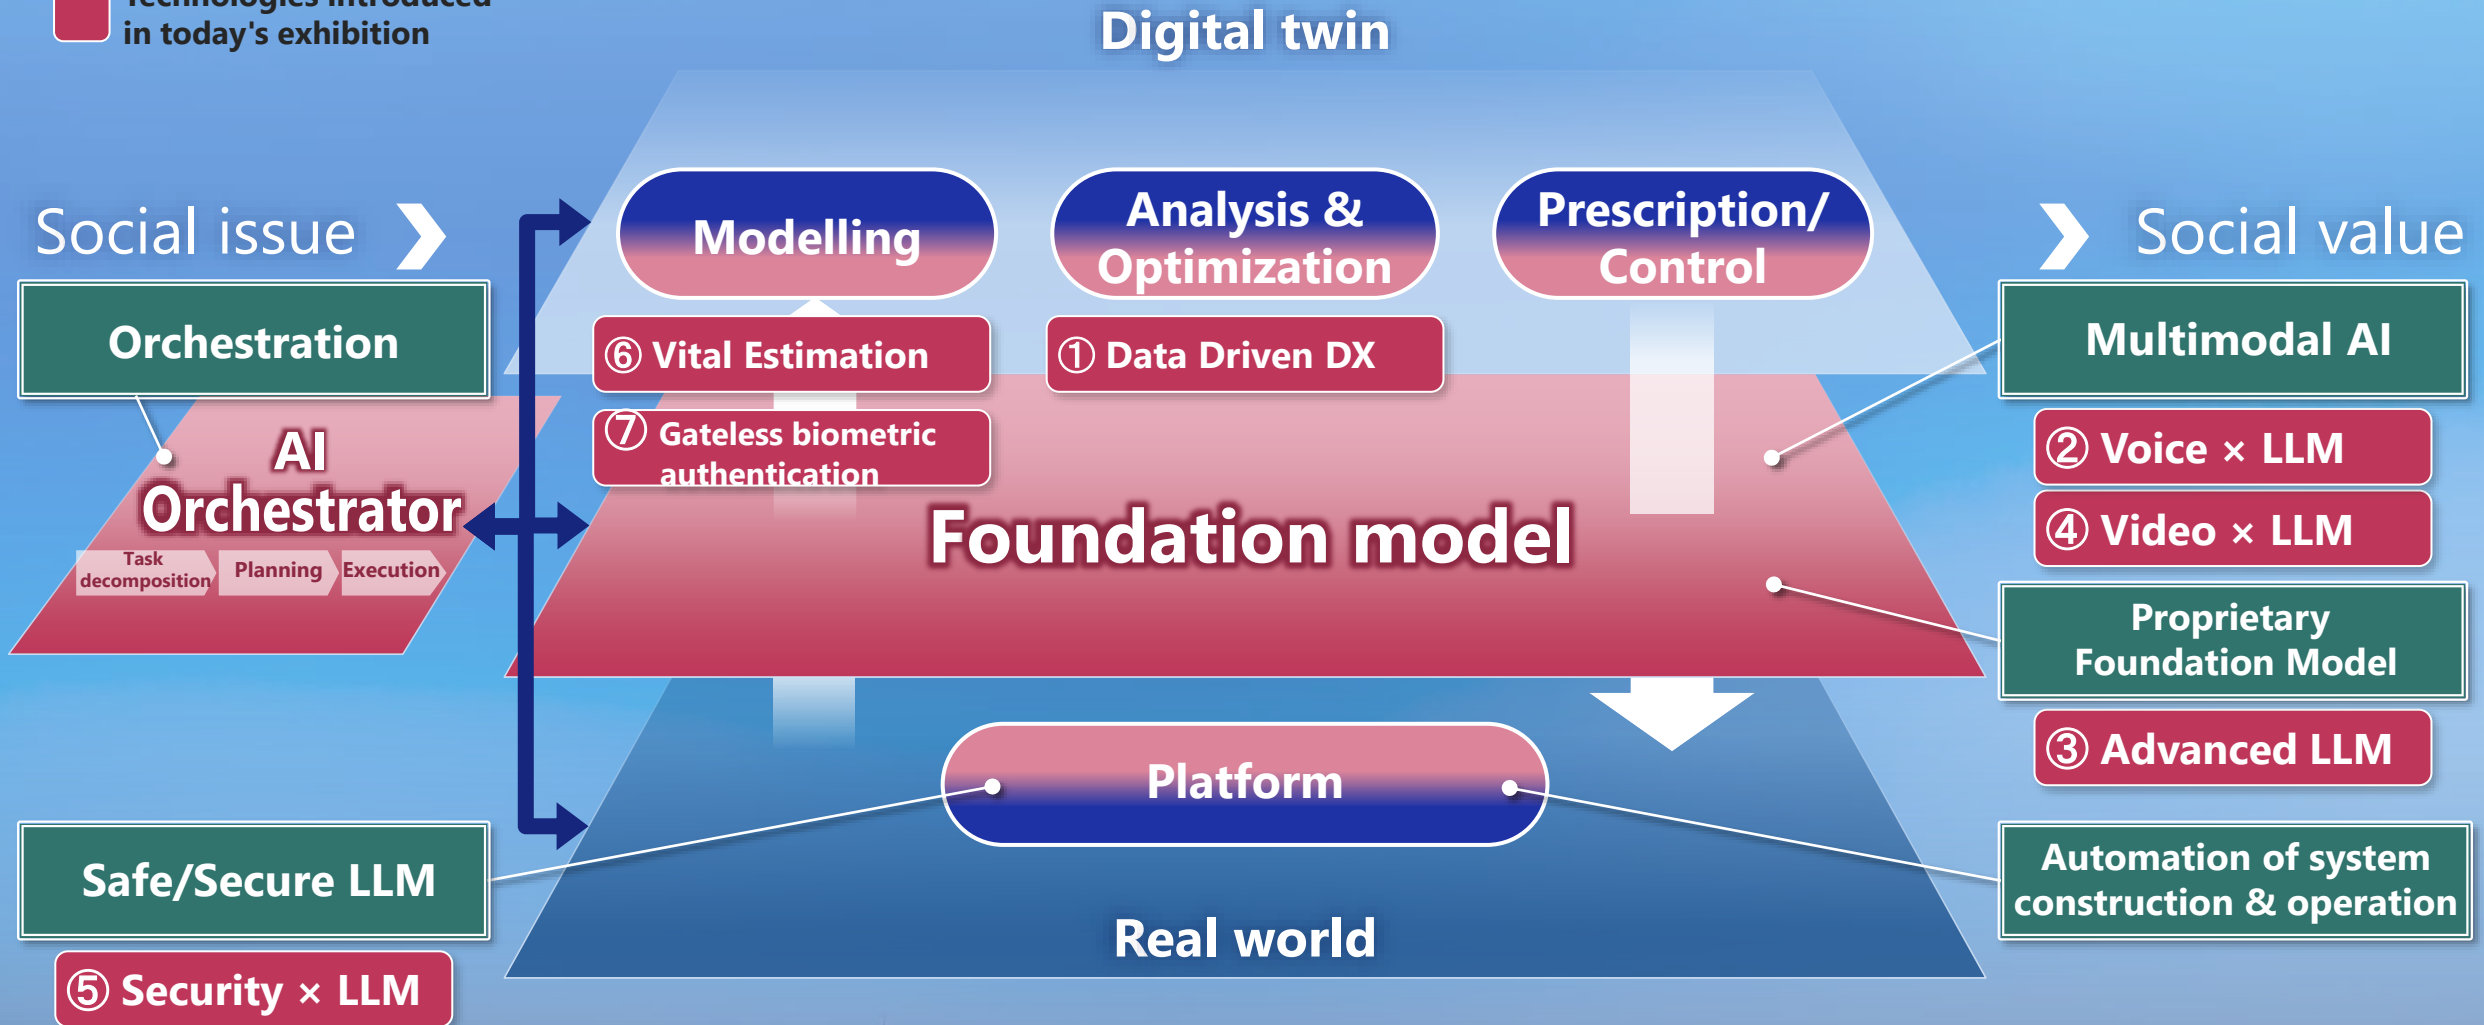 Technologies introduced
in today's exhibition
Digital twin
Social issue
Social value
Modelling
Analysis &
Optimization
Prescription/
Control
Orchestration
⑥ Vital Estimation
① Data Driven DX
⑦ Gateless biometric
authentication
Multimodal AI
② Voice × LLM
④ Video × LLM
AI
Orchestrator
Task
decomposition
Planning
Execution
Foundation model
Proprietary
Foundation Model
③ Advanced LLM
Platform
Safe/Secure LLM
⑤ Security × LLM
Automation of system
construction & operation
Real world